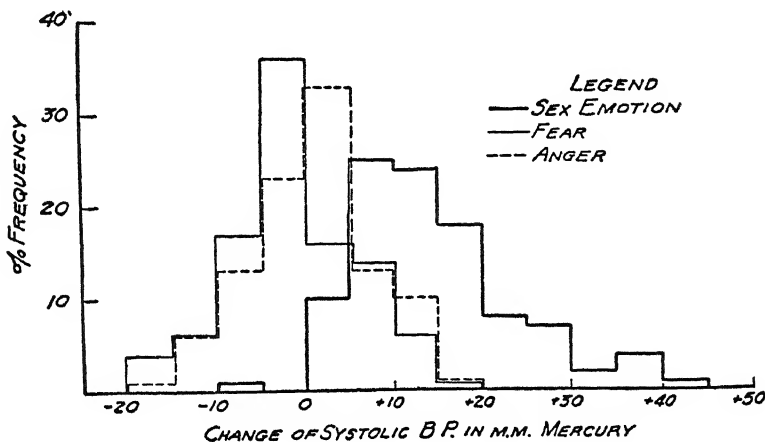 40
30
20
10
% FREQUENCY
LEGEND
SEX EMOTION
FEAR
ANGER
-20 -10 0 +10 +20 +30 +40 +50
CHANGE OF SYSTOLIC B P. IN M.M. MERCURY